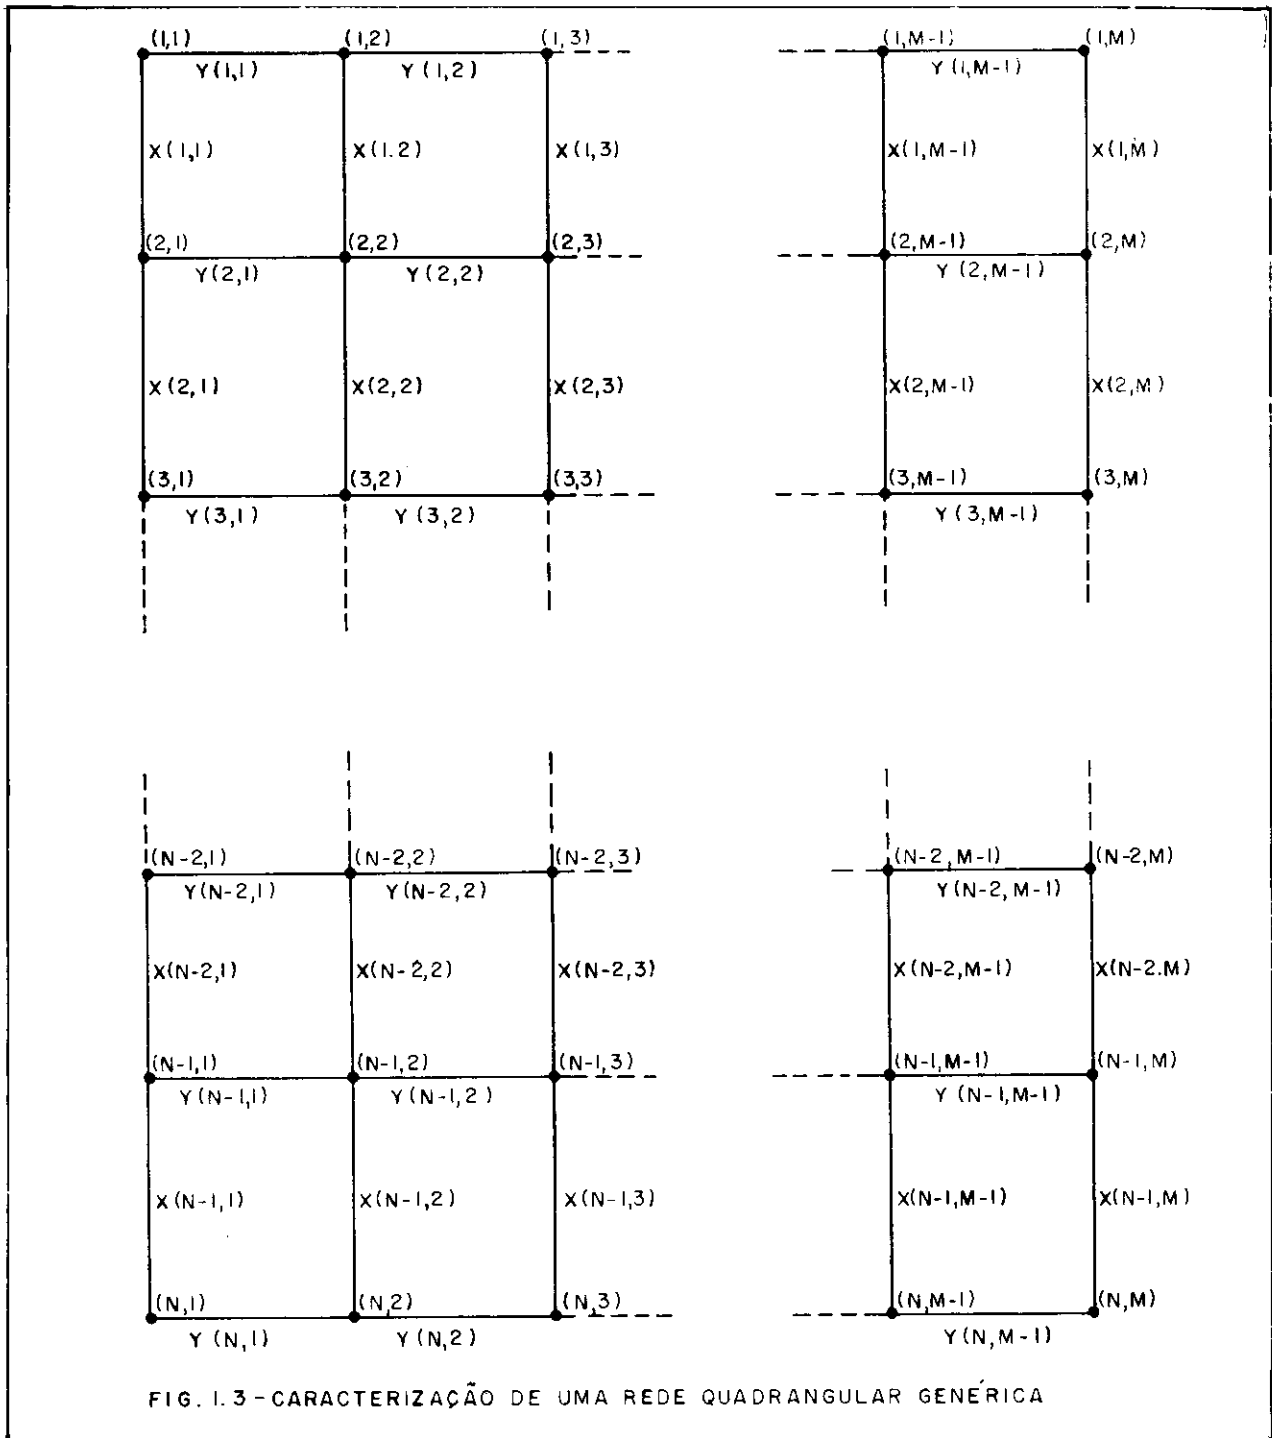 (1,1) (1,2) (1,3) (1,M-1) (1,M)
Y(1,1) Y(1,2) Y(1,M-1)
X(1,1) X(1.2) X(1,3) X(1,M-1) X(1,M)
(2,1) (2,2) (2,3) (2,M-1) (2,M)
Y(2,1) Y(2,2) Y(2,M-1)
X(2,1) X(2,2) X(2,3) X(2,M-1) X(2,M)
(3,1) (3,2) (3,3) (3,M-1) (3,M)
Y(3,1) Y(3,2) Y(3,M-1)
(N-2,1) (N-2,2) (N-2,3) (N-2,M-1) (N-2,M)
Y(N-2,1) Y(N-2,2) Y(N-2,M-1)
X(N-2,1) X(N-2,2) X(N-2,3) X(N-2,M-1) X(N-2.M)
(N-1,1) (N-1,2) (N-1,3) (N-1,M-1) (N-1,M)
Y(N-1,1) Y(N-1,2) Y(N-1,M-1)
X(N-1,1) X(N-1,2) X(N-1,3) X(N-1,M-1) X(N-1,M)
(N,1) (N,2) (N,3) (N,M-1) (N,M)
Y(N,1) Y(N,2) Y(N,M-1)
FIG. 1.3-CARACTERIZAÇÃO DE UMA REDE QUADRANGULAR GENÉRICA